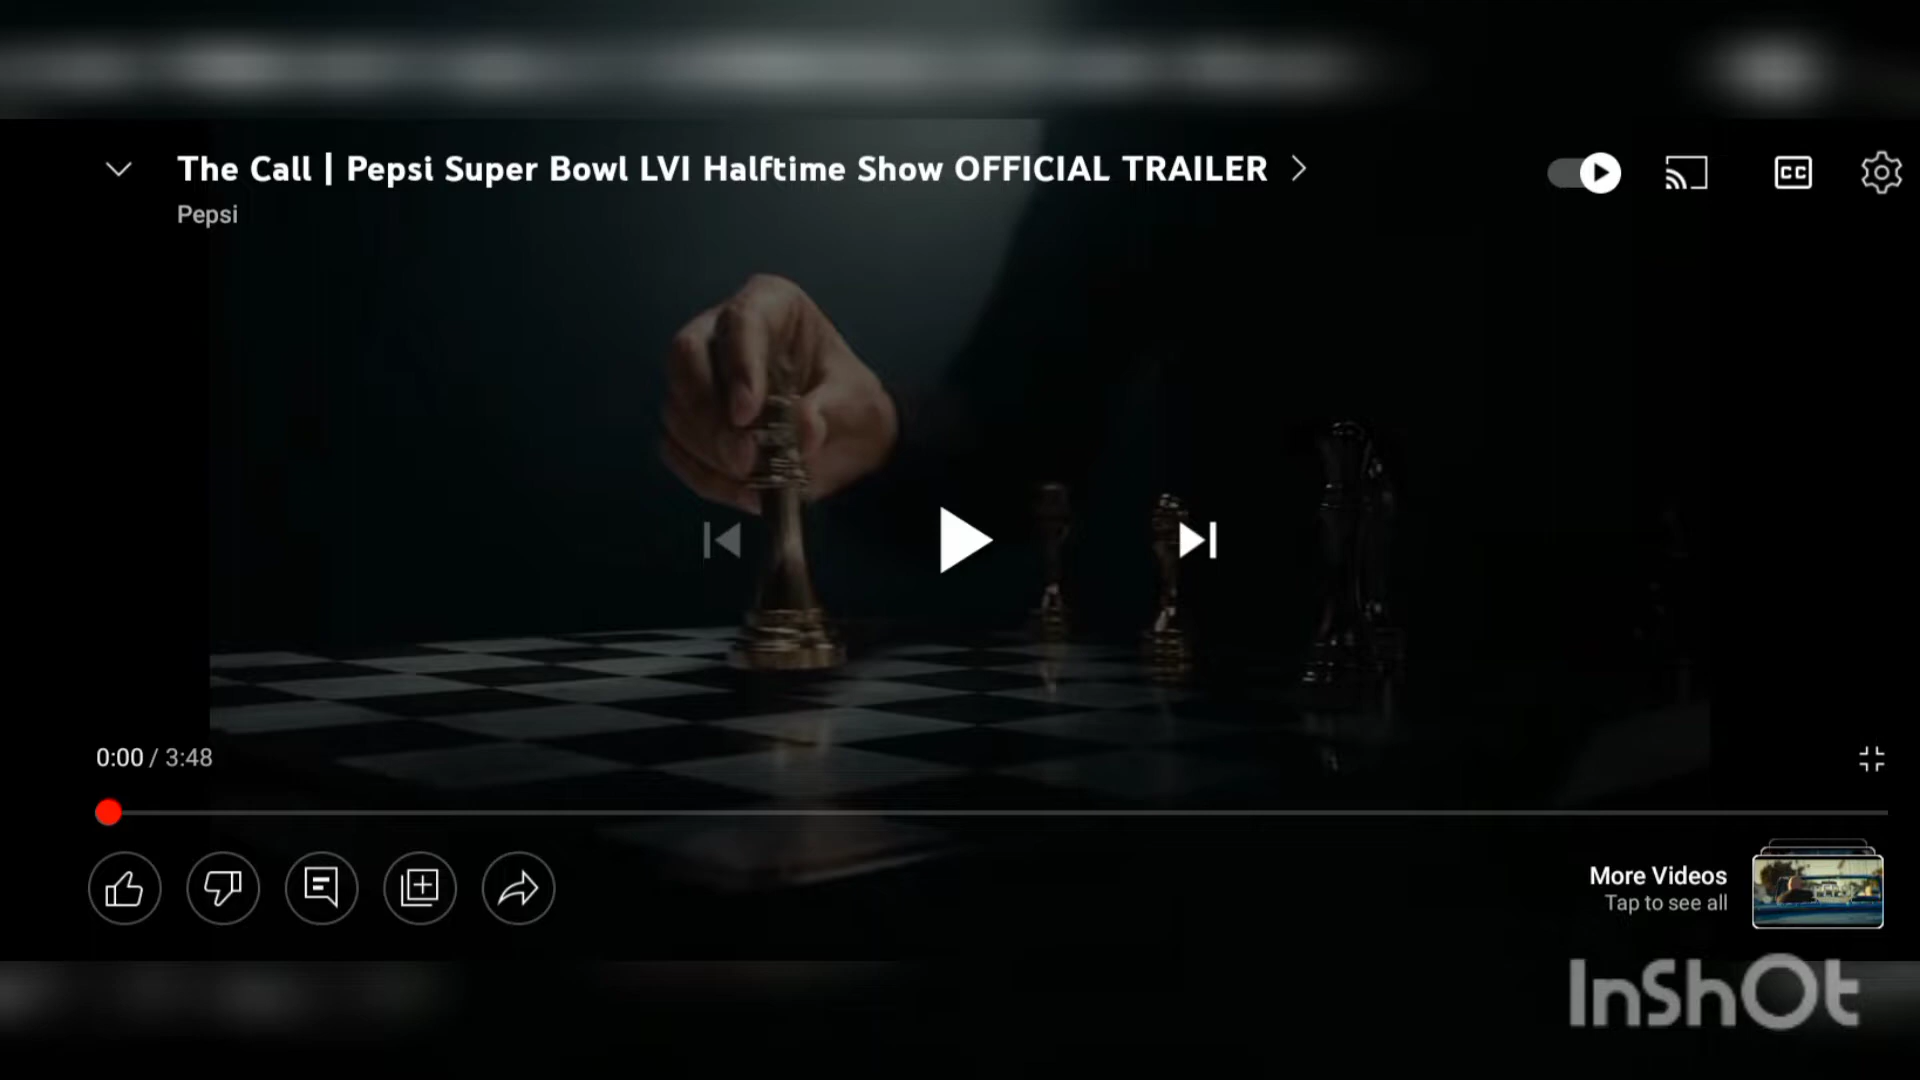 The Call | Pepsi Super Bowl LVI Halftime Show OFFICIAL TRAILER
Pepsi
CC
0:00 / 3:48
More Videos
Tap to see all
InShOt